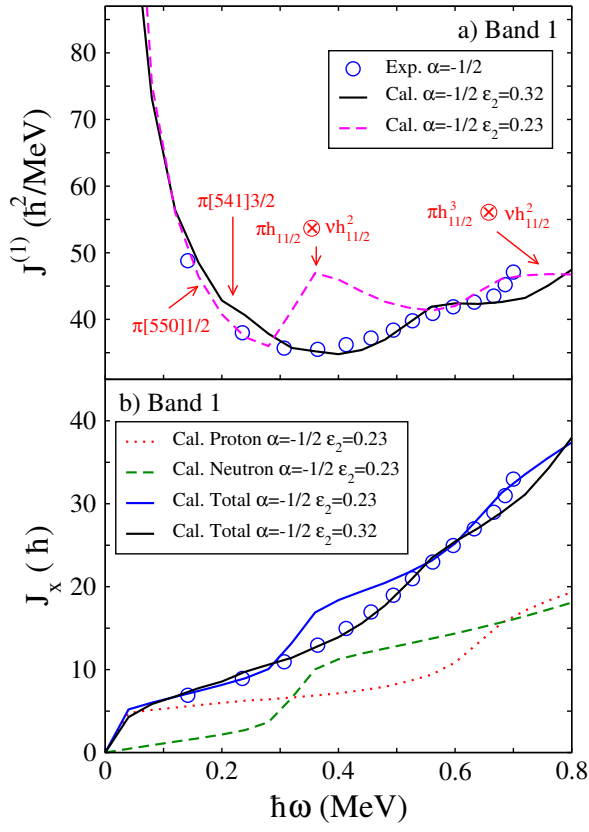 a) Band 1
Exp. α=-1/2
Cal. α=-1/2 ε₂=0.32
Cal. α=-1/2 ε₂=0.23
J⁽¹⁾ (ħ²/MeV)
80
70
60
50
40
π[541]3/2
πh₁₁/₂ ⊗ νh²₁₁/₂
πh³₁₁/₂ ⊗ νh²₁₁/₂
π[550]1/2
b) Band 1
Cal. Proton α=-1/2 ε₂=0.23
Cal. Neutron α=-1/2 ε₂=0.23
Cal. Total α=-1/2 ε₂=0.23
Cal. Total α=-1/2 ε₂=0.32
Jₓ (ħ)
40
30
20
10
0
0 0.2 0.4 0.6 0.8
ħω (MeV)